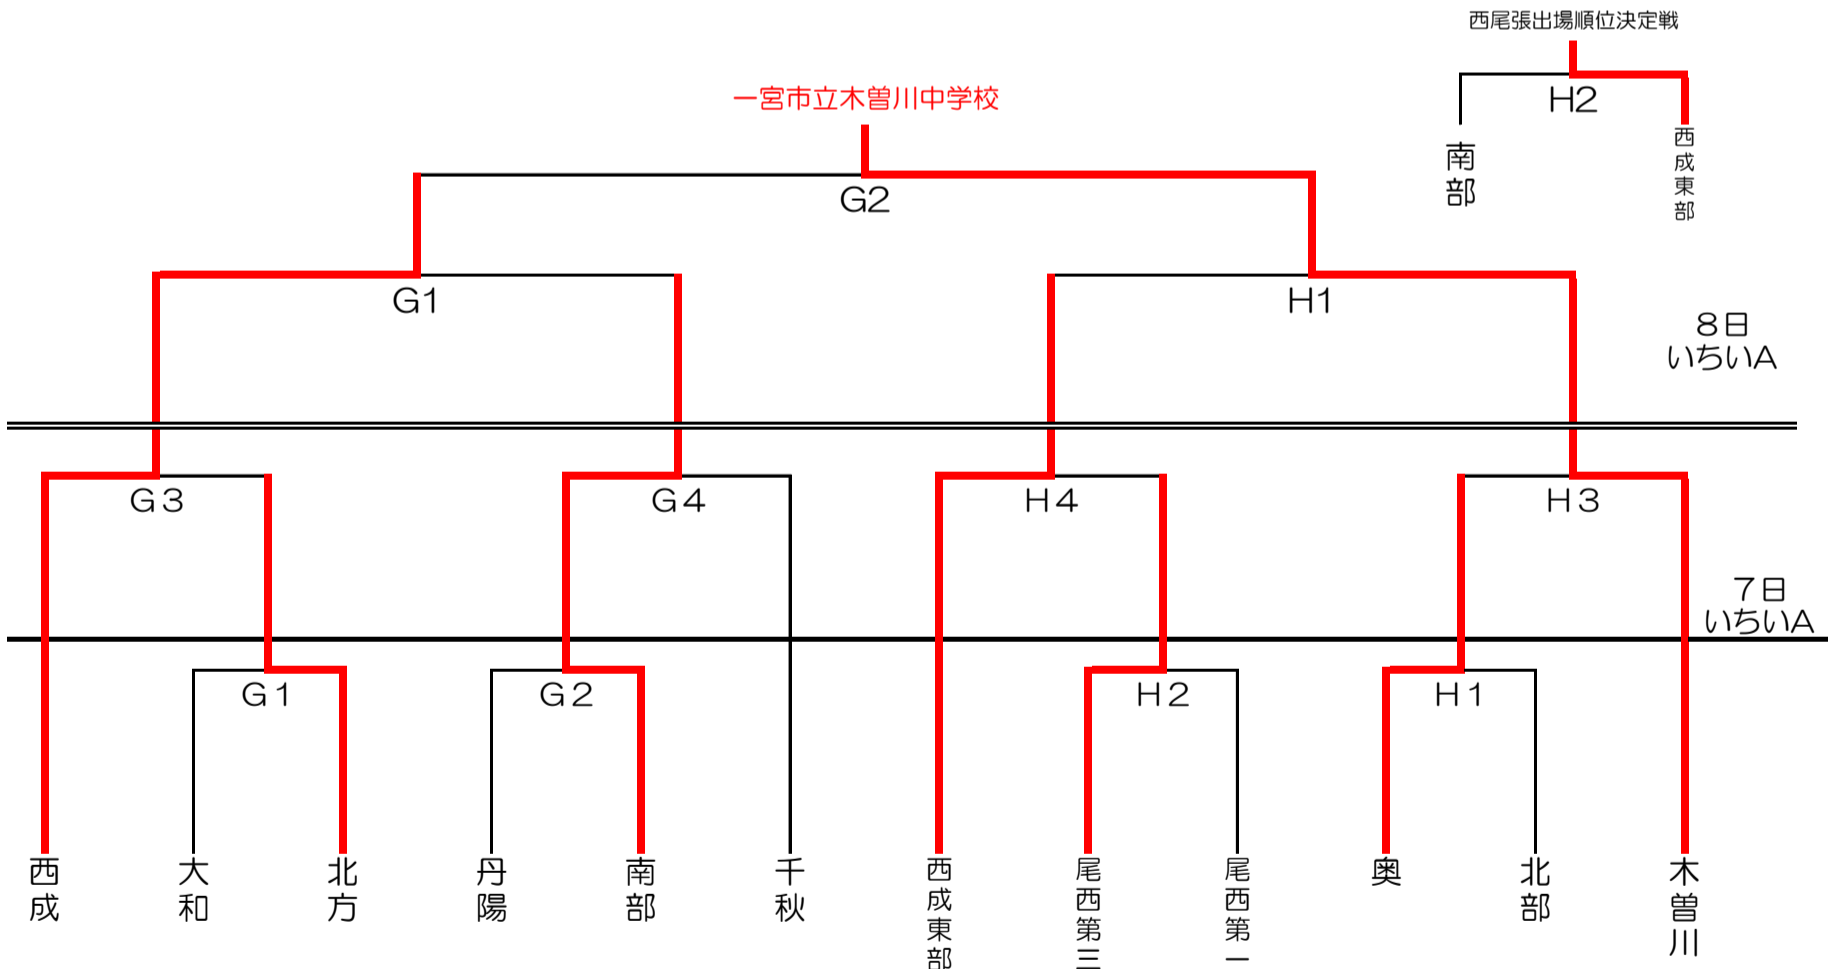 西尾張出場順位決定戦
一宮市立木曽川中学校
H2
南部
西成東部
G2
G1
H1
8日
いちいA
G3
G4
H4
H3
7日
いちいA
G1
G2
H2
H1
西成
大和
北方
丹陽
南部
千秋
西成東部
尾西第三
尾西第一
奥
北部
木曽川